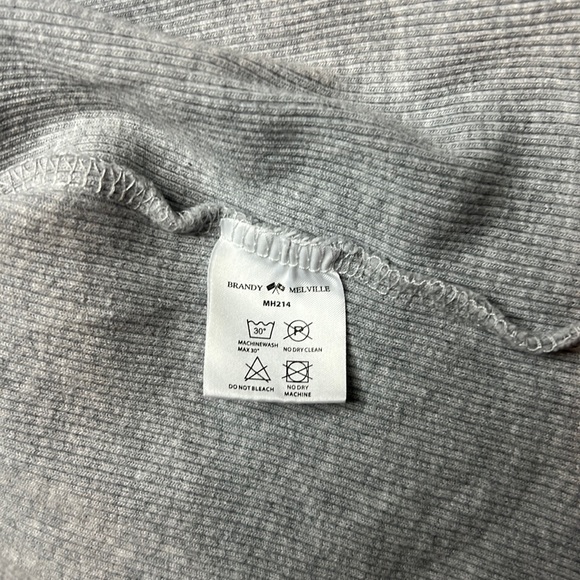 BRANDY MELVILLE
MH214
30° P
MACHINEWASH NO DRY CLEAN
MAX 30°
DO NOT BLEACH NO DRY
MACHINE